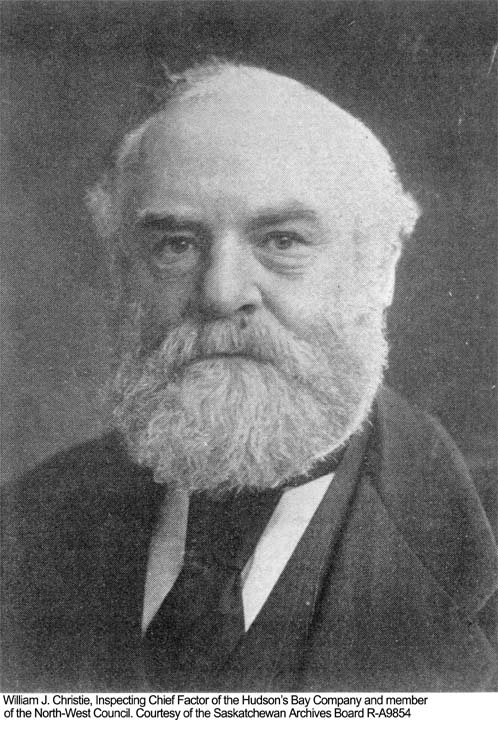 William J. Christie, Inspecting Chief Factor of the Hudson's Bay Company and member
of the North-West Council. Courtesy of the Saskatchewan Archives Board R-A9854